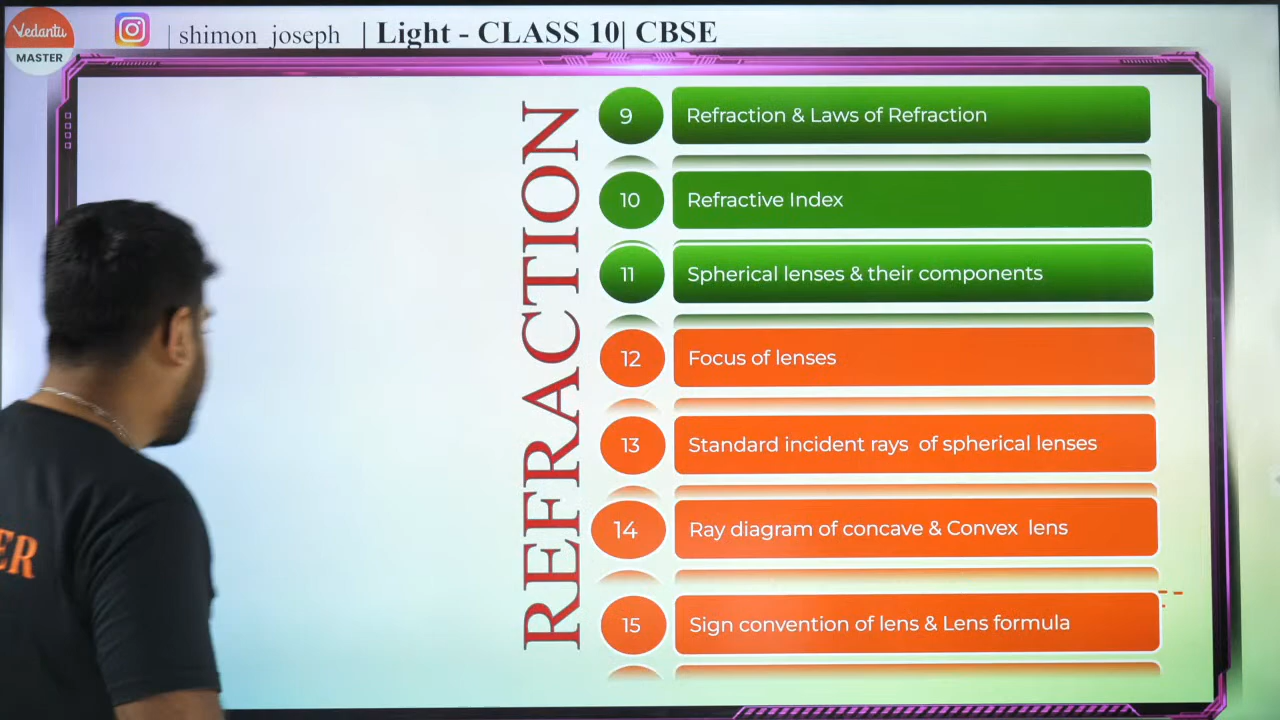 Vedantu
MASTER
| shimon_joseph | Light - CLASS 10| CBSE
REFRACTION
9 Refraction & Laws of Refraction
10 Refractive Index
11 Spherical lenses & their components
12 Focus of lenses
13 Standard incident rays of spherical lenses
14 Ray diagram of concave & Convex lens
15 Sign convention of lens & Lens formula
ER